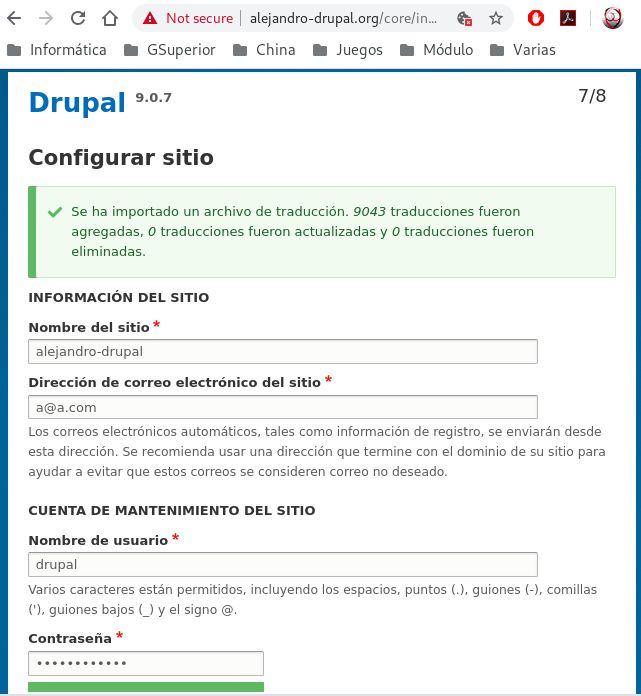 Not secure | alejandro-drupal.org/core/in...
Informática GSuperior China Juegos Módulo Varias
Drupal 9.0.7 7/8
Configurar sitio
Se ha importado un archivo de traducción. 9043 traducciones fueron
agregadas, 0 traducciones fueron actualizadas y 0 traducciones fueron
eliminadas.
INFORMACIÓN DEL SITIO
Nombre del sitio *
alejandro-drupal
Dirección de correo electrónico del sitio *
a@a.com
Los correos electrónicos automáticos, tales como información de registro, se enviarán desde
esta dirección. Se recomienda usar una dirección que termine con el dominio de su sitio para
ayudar a evitar que estos correos se consideren correo no deseado.
CUENTA DE MANTENIMIENTO DEL SITIO
Nombre de usuario *
drupal
Varios caracteres están permitidos, incluyendo los espacios, puntos (.), guiones (-), comillas
('), guiones bajos (_) y el signo @.
Contraseña *
••••••••••••